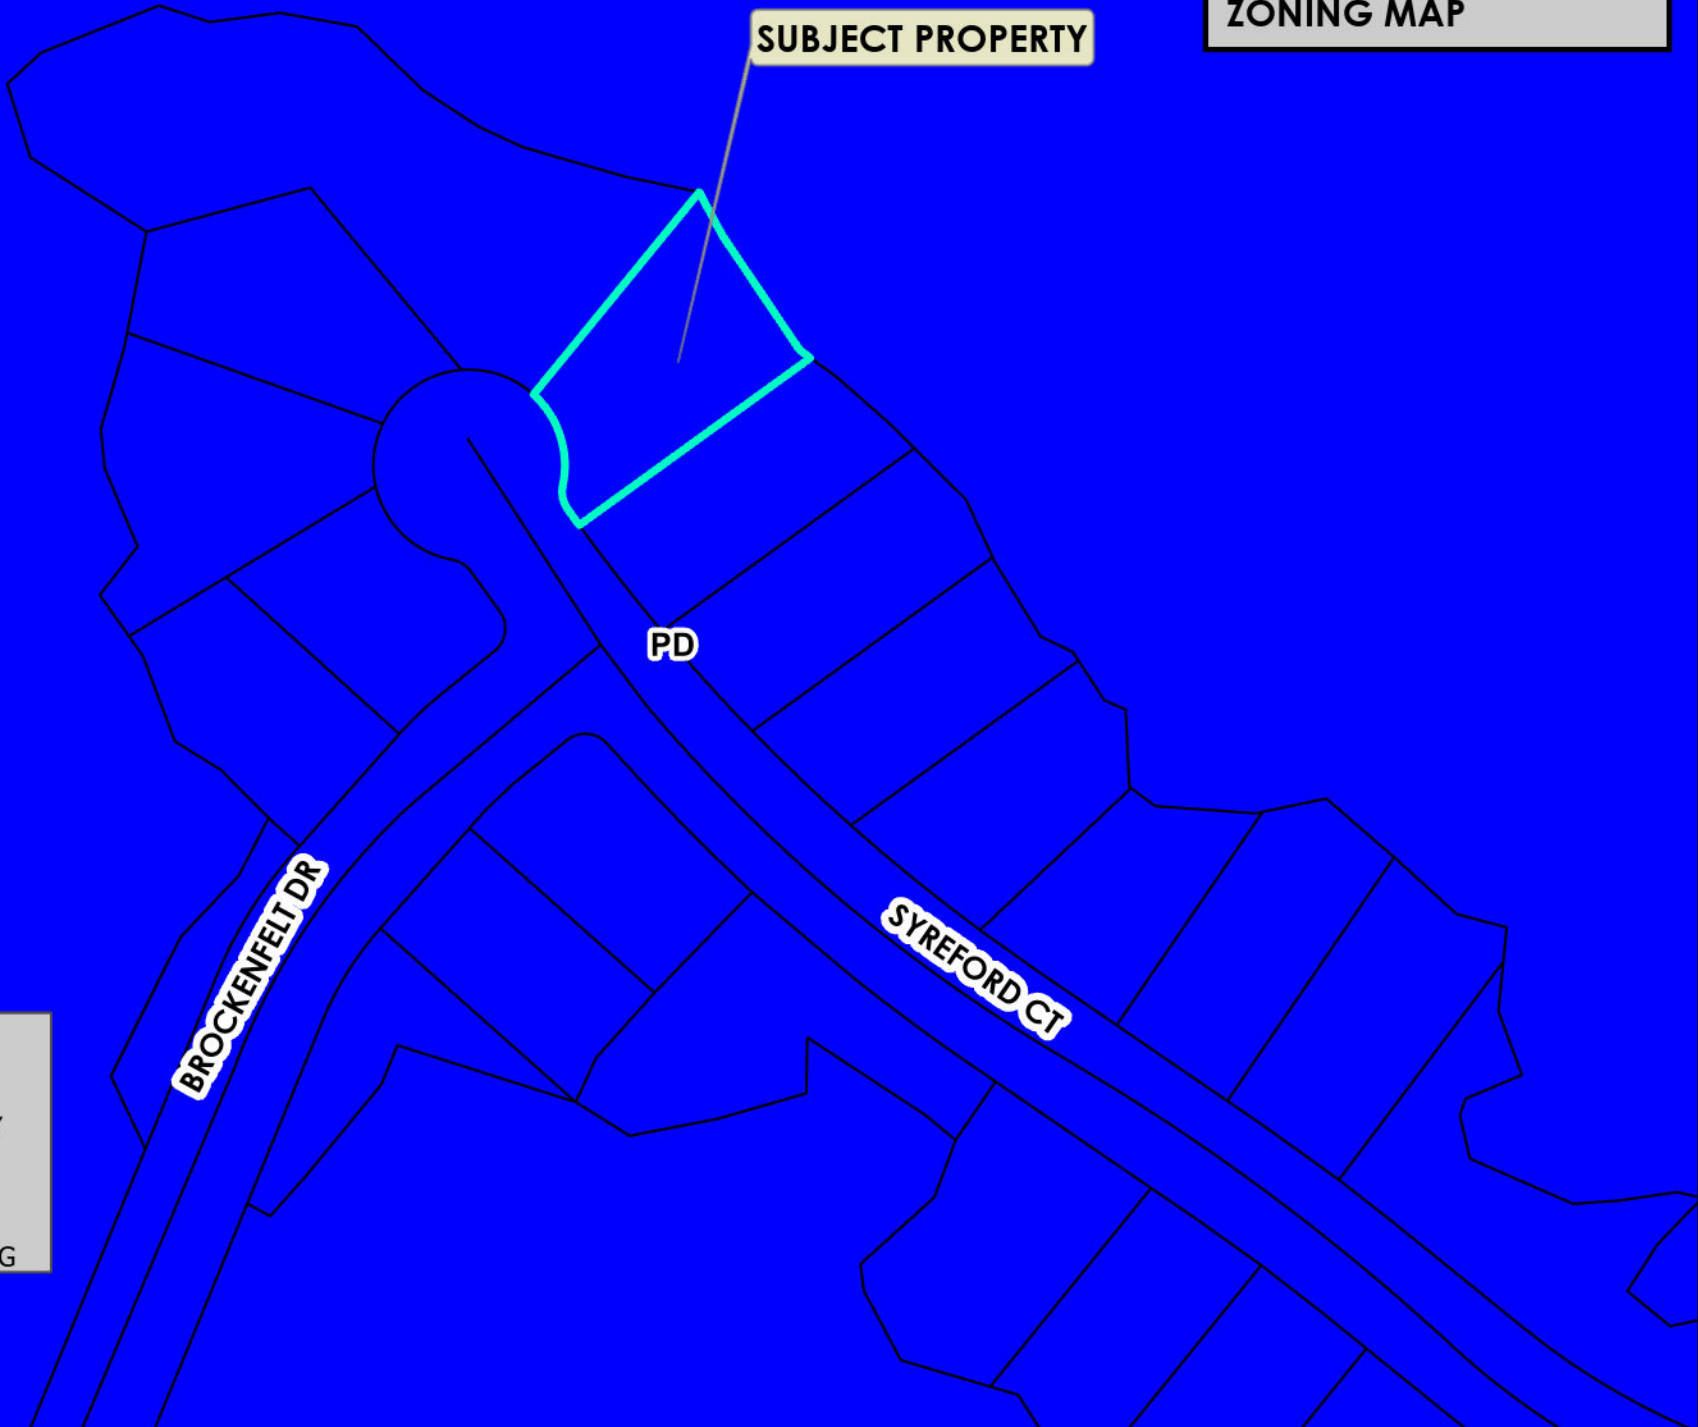 ZONING MAP
SUBJECT PROPERTY
PD
BROCKENFELT DR
SYREFORD CT
G